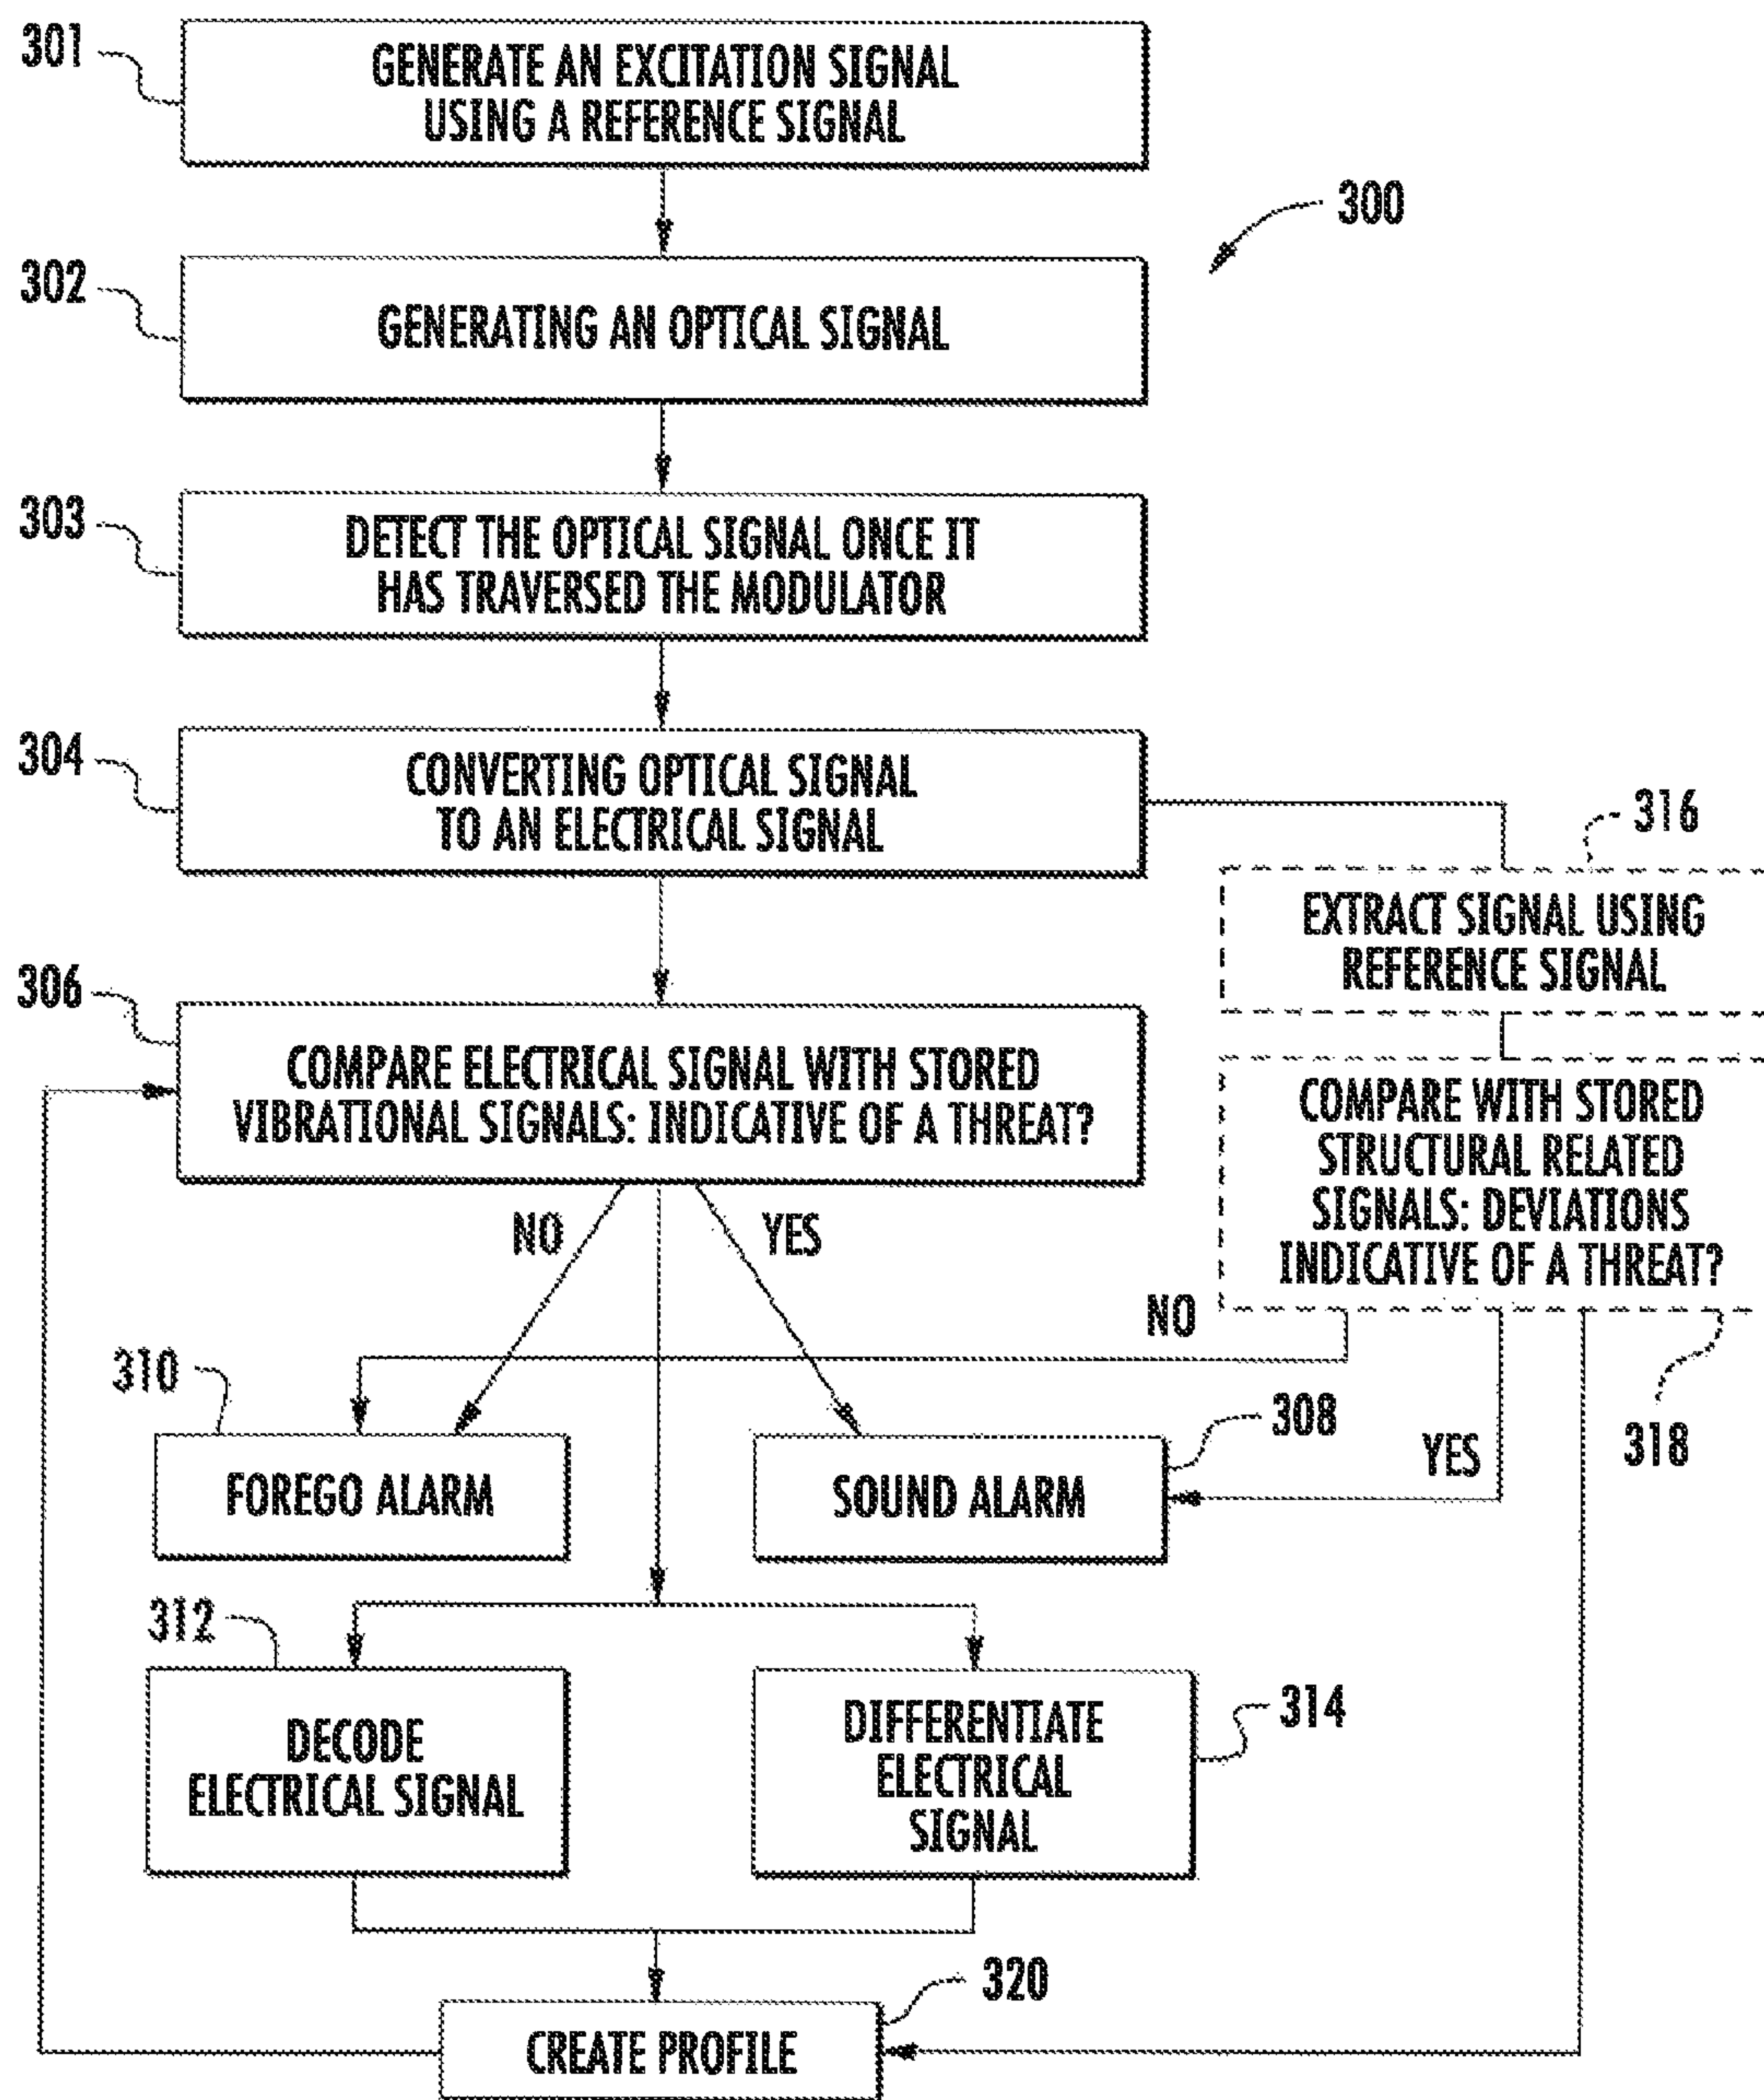 301
GENERATE AN EXCITATION SIGNAL
USING A REFERENCE SIGNAL
300
302
GENERATING AN OPTICAL SIGNAL
303
DETECT THE OPTICAL SIGNAL ONCE IT
HAS TRAVERSED THE MODULATOR
304
CONVERTING OPTICAL SIGNAL
TO AN ELECTRICAL SIGNAL
316
EXTRACT SIGNAL USING
REFERENCE SIGNAL
306
COMPARE ELECTRICAL SIGNAL WITH STORED
VIBRATIONAL SIGNALS: INDICATIVE OF A THREAT?
COMPARE WITH STORED
STRUCTURAL RELATED
SIGNALS: DEVIATIONS
INDICATIVE OF A THREAT?
NO
YES
NO
310
308
YES
318
FOREGO ALARM
SOUND ALARM
312
DECODE
ELECTRICAL SIGNAL
DIFFERENTIATE
ELECTRICAL
SIGNAL
314
320
CREATE PROFILE